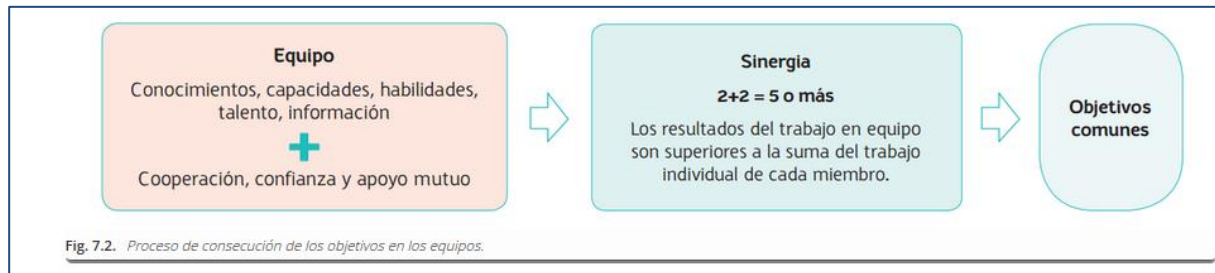 Equipo
Conocimientos, capacidades, habilidades,
talento, información
+
Cooperación, confianza y apoyo mutuo
Sinergia
2+2 = 5 o más
Los resultados del trabajo en equipo
son superiores a la suma del trabajo
individual de cada miembro.
Objetivos
comunes
Fig. 7.2. Proceso de consecución de los objetivos en los equipos.